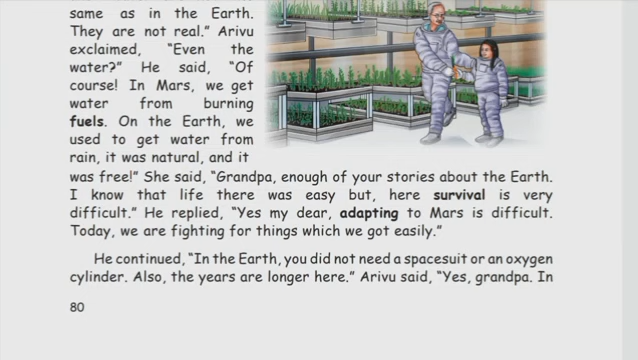 same as in the Earth.
They are not real.” Arivu
exclaimed, “Even the
water?” He said, “Of
course! In Mars, we get
water from burning
fuels. On the Earth, we
used to get water from
rain, it was natural, and it
was free!” She said, “Grandpa, enough of your stories about the Earth.
I know that life there was easy but, here survival is very
difficult.” He replied, “Yes my dear, adapting to Mars is difficult.
Today, we are fighting for things which we got easily.”
He continued, “In the Earth, you did not need a spacesuit or an oxygen
cylinder. Also, the years are longer here.” Arivu said, “Yes, grandpa. In
80